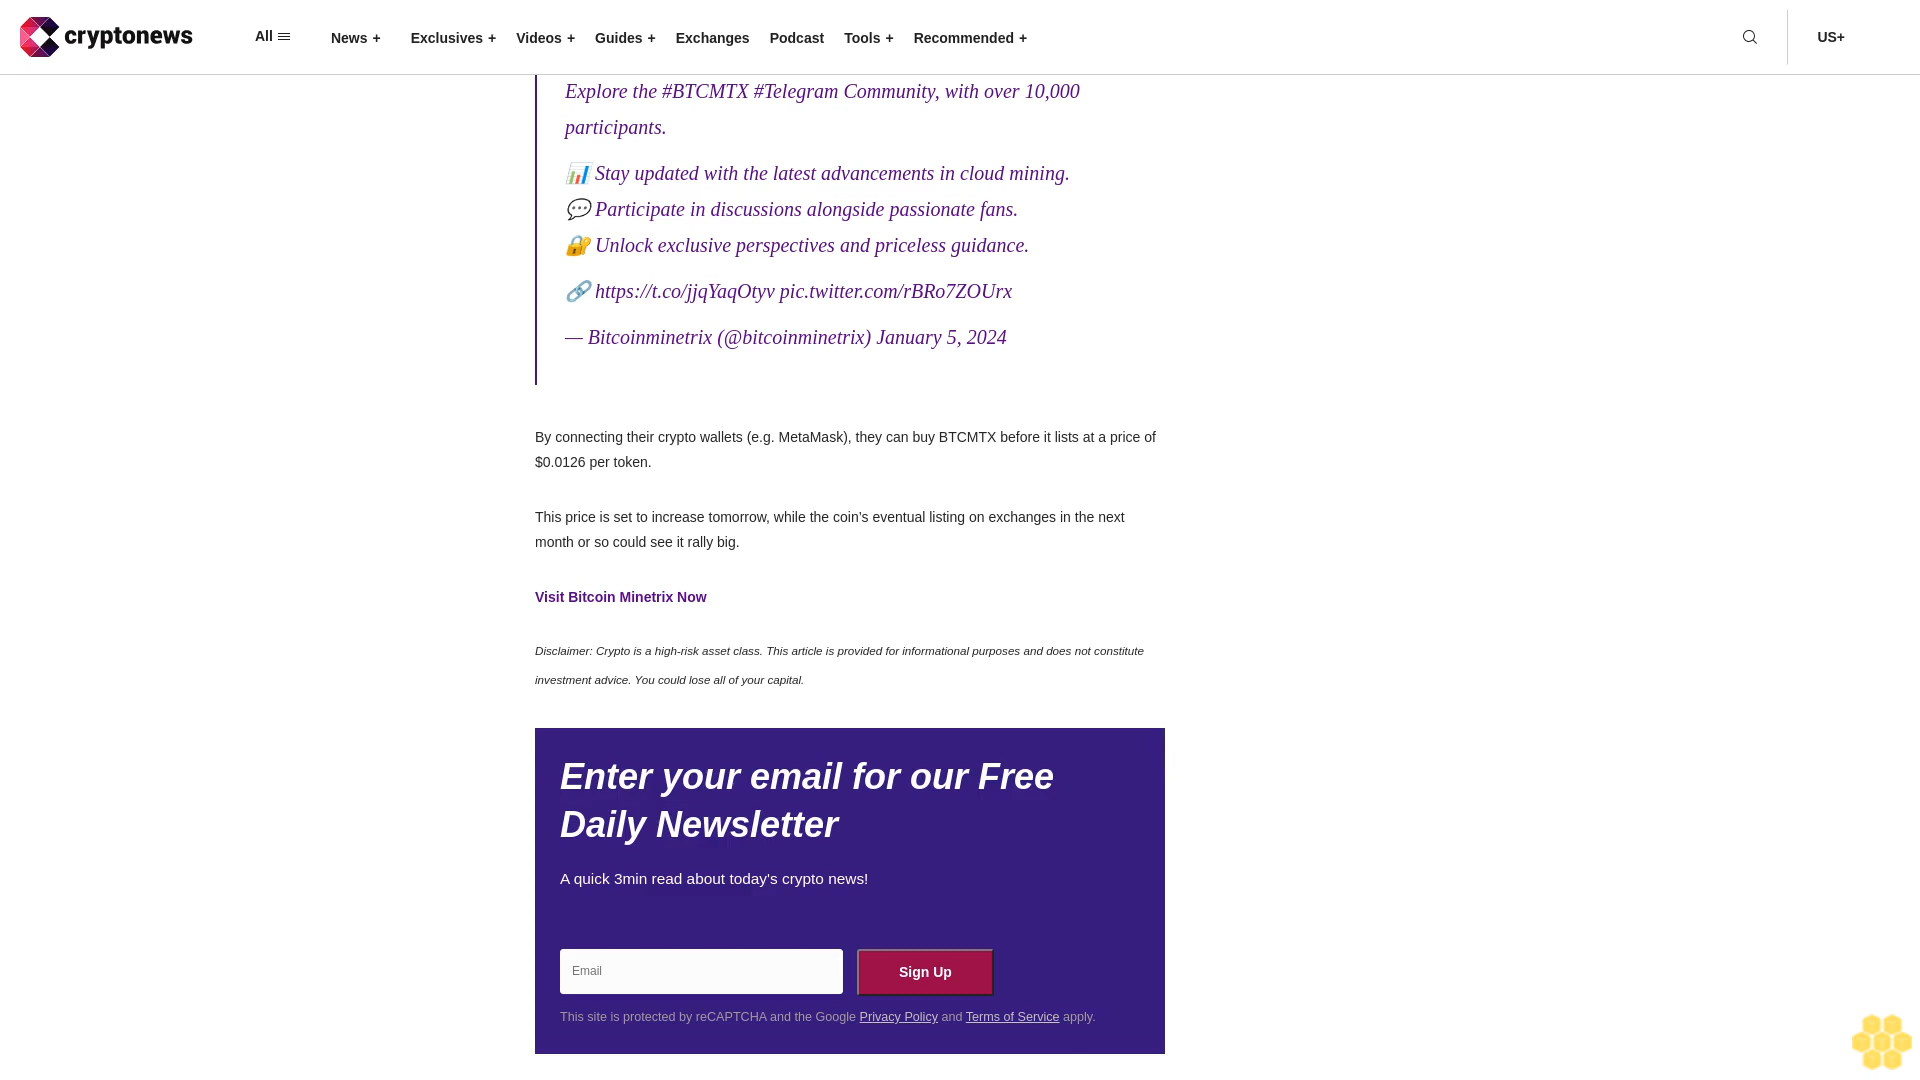 cryptonews
All
News +
Exclusives +
Videos +
Guides +
Exchanges
Podcast
Tools +
Recommended +
US+
Explore the #BTCMTX #Telegram Community, with over 10,000
participants.
📊 Stay updated with the latest advancements in cloud mining.
💬 Participate in discussions alongside passionate fans.
🔐 Unlock exclusive perspectives and priceless guidance.
🔗 https://t.co/jjqYaqOtyv pic.twitter.com/rBRo7ZOUrx
— Bitcoinminetrix (@bitcoinminetrix) January 5, 2024
By connecting their crypto wallets (e.g. MetaMask), they can buy BTCMTX before it lists at a price of
$0.0126 per token.
This price is set to increase tomorrow, while the coin’s eventual listing on exchanges in the next
month or so could see it rally big.
Visit Bitcoin Minetrix Now
Disclaimer: Crypto is a high-risk asset class. This article is provided for informational purposes and does not constitute
investment advice. You could lose all of your capital.
Enter your email for our Free
Daily Newsletter
A quick 3min read about today's crypto news!
Email
Sign Up
This site is protected by reCAPTCHA and the Google Privacy Policy and Terms of Service apply.